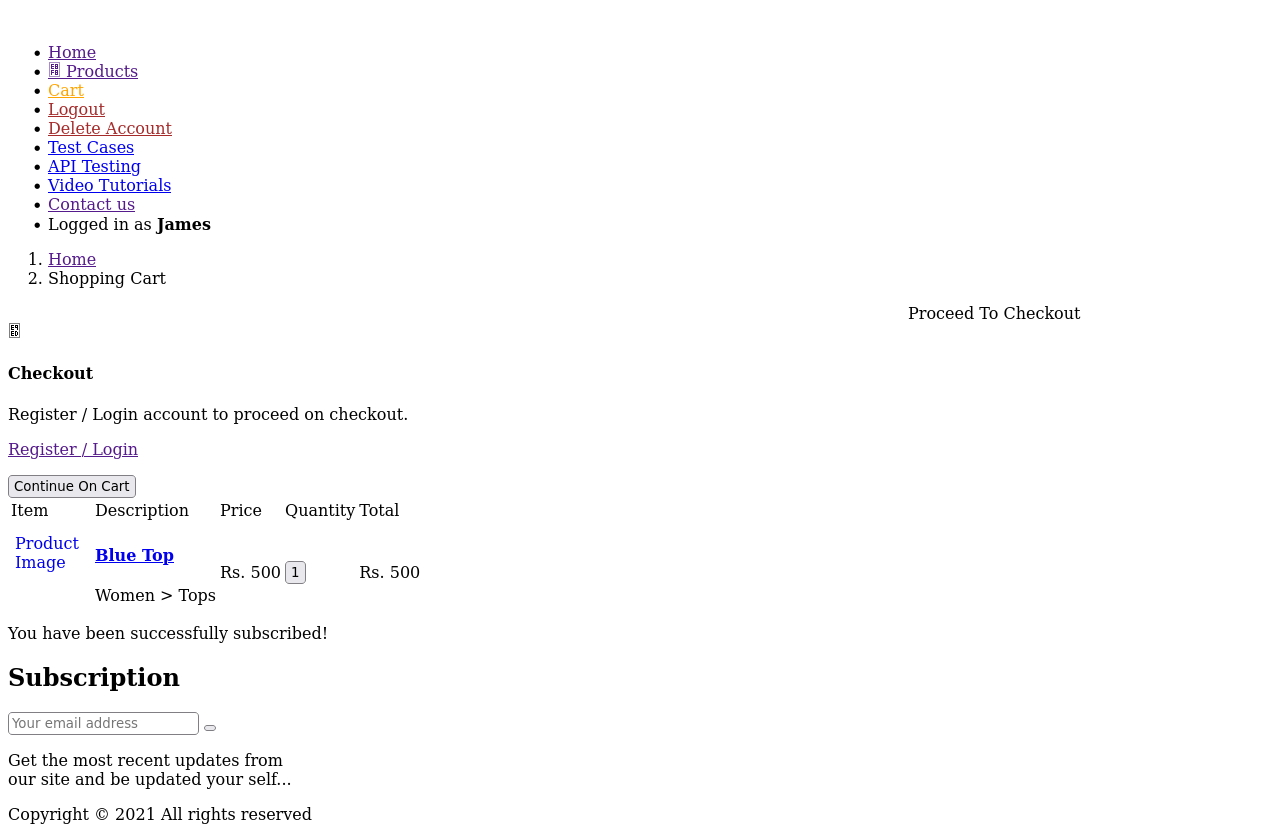 Home
Products
Cart
Logout
Delete Account
Test Cases
API Testing
Video Tutorials
Contact us
Logged in as James
1. Home
2. Shopping Cart
Proceed To Checkout
Checkout
Register / Login account to proceed on checkout.
Register / Login
Continue On Cart
Item Description Price Quantity Total
Product Image
Blue Top
Women > Tops
Rs. 500 1 Rs. 500
You have been successfully subscribed!
Subscription
Your email address
Get the most recent updates from
our site and be updated your self...
Copyright © 2021 All rights reserved